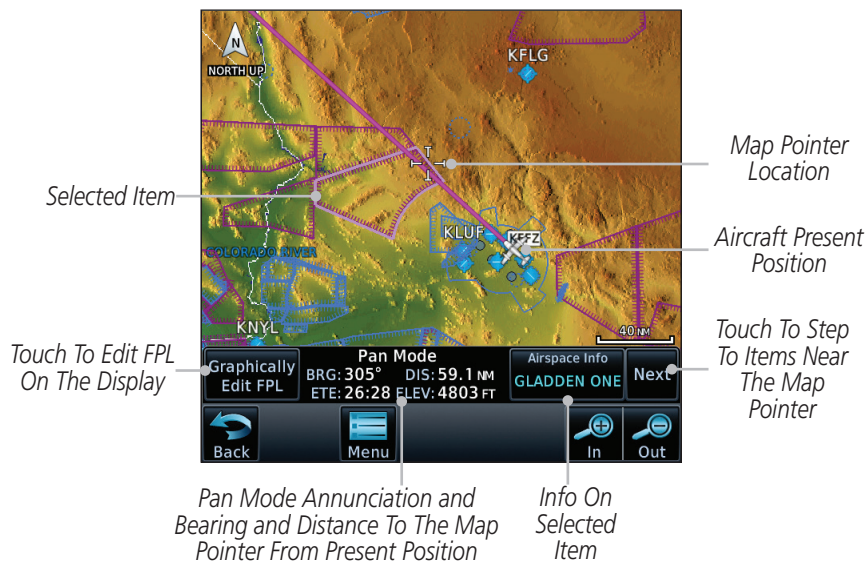 N
NORTH UP
KFLG
Map Pointer
Location
Selected Item
KLUF
KFFZ
Aircraft Present
Position
COLORADO RIVER
KNYL
40 NM
Touch To Edit FPL
On The Display
Graphically
Edit FPL
Pan Mode
BRG: 305° DIS: 59.1 NM
ETE: 26:28 ELEV: 4803 FT
Airspace Info
GLADDEN ONE
Next
Touch To Step
To Items Near
The Map
Pointer
Back
Menu
In
Out
Pan Mode Annunciation and
Bearing and Distance To The Map
Pointer From Present Position
Info On
Selected
Item